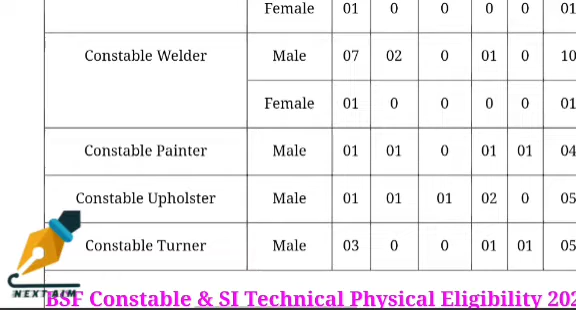 Female 01 0 0 0 0 01
Constable Welder Male 07 02 0 01 0 10
Female 01 0 0 0 0 01
Constable Painter Male 01 01 0 01 01 04
Constable Upholster Male 01 01 01 02 0 05
Constable Turner Male 03 0 0 01 01 05
NEXT AIM
BSF Constable & SI Technical Physical Eligibility 202